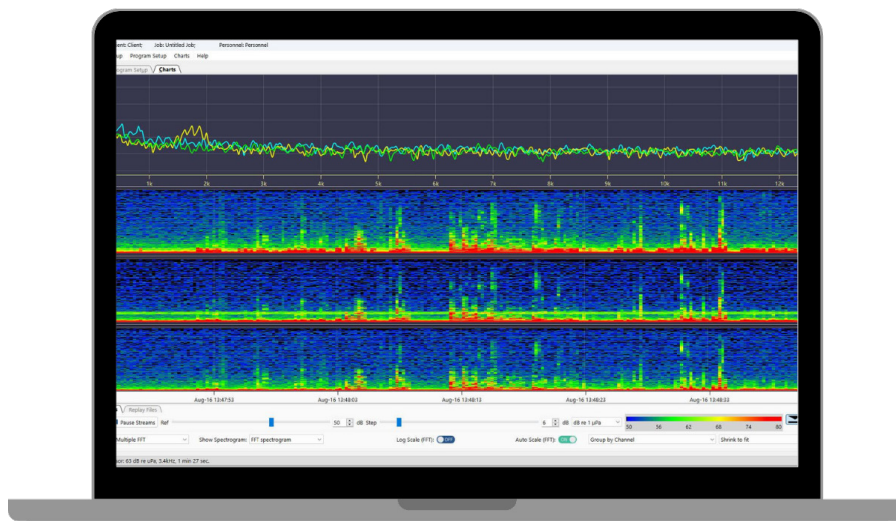 Client; Job: Untitled Job; Personnel: Personnel
Program Setup Charts Help
Program Setup Charts
1k 2k 3k 4k 5k 6k 7k 8k 9k 10k 11k 12k
Aug-16 13:47:53 Aug-16 13:48:03 Aug-16 13:48:13 Aug-16 13:48:23 Aug-16 13:48:33
Replay Files
Pause Streams Ref 50 dB Step 6 dB dB re 1 µPa 50 56 62 68 74 80
Multiple FFT Show Spectrogram: FFT spectrogram Log Scale (FFT): OFF Auto Scale (FFT): ON Group by Channel Shrink to fit
63 dB re uPa, 3.4kHz, 1 min 27 sec.